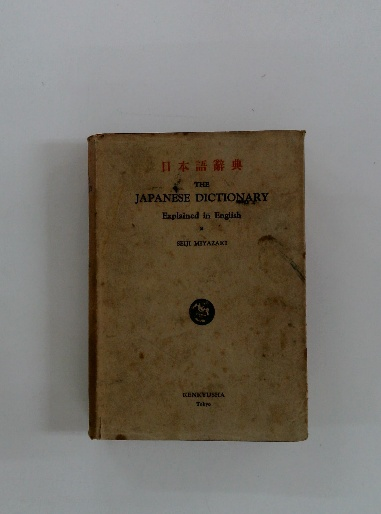 日本語辭典
THE
JAPANESE DICTIONARY
Explained in English
SEIJI MIYAZAKI
KENKYUSHA
Tokyo